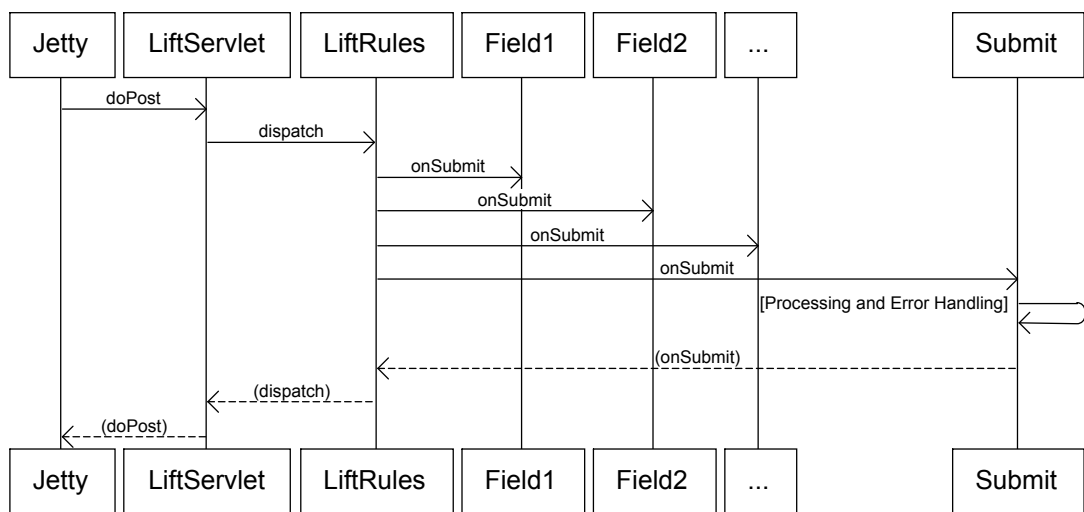 Jetty LiftServlet LiftRules Field1 Field2 ... Submit
doPost
dispatch
onSubmit
onSubmit
onSubmit
onSubmit
[Processing and Error Handling]
(onSubmit)
(dispatch)
(doPost)
Jetty LiftServlet LiftRules Field1 Field2 ... Submit